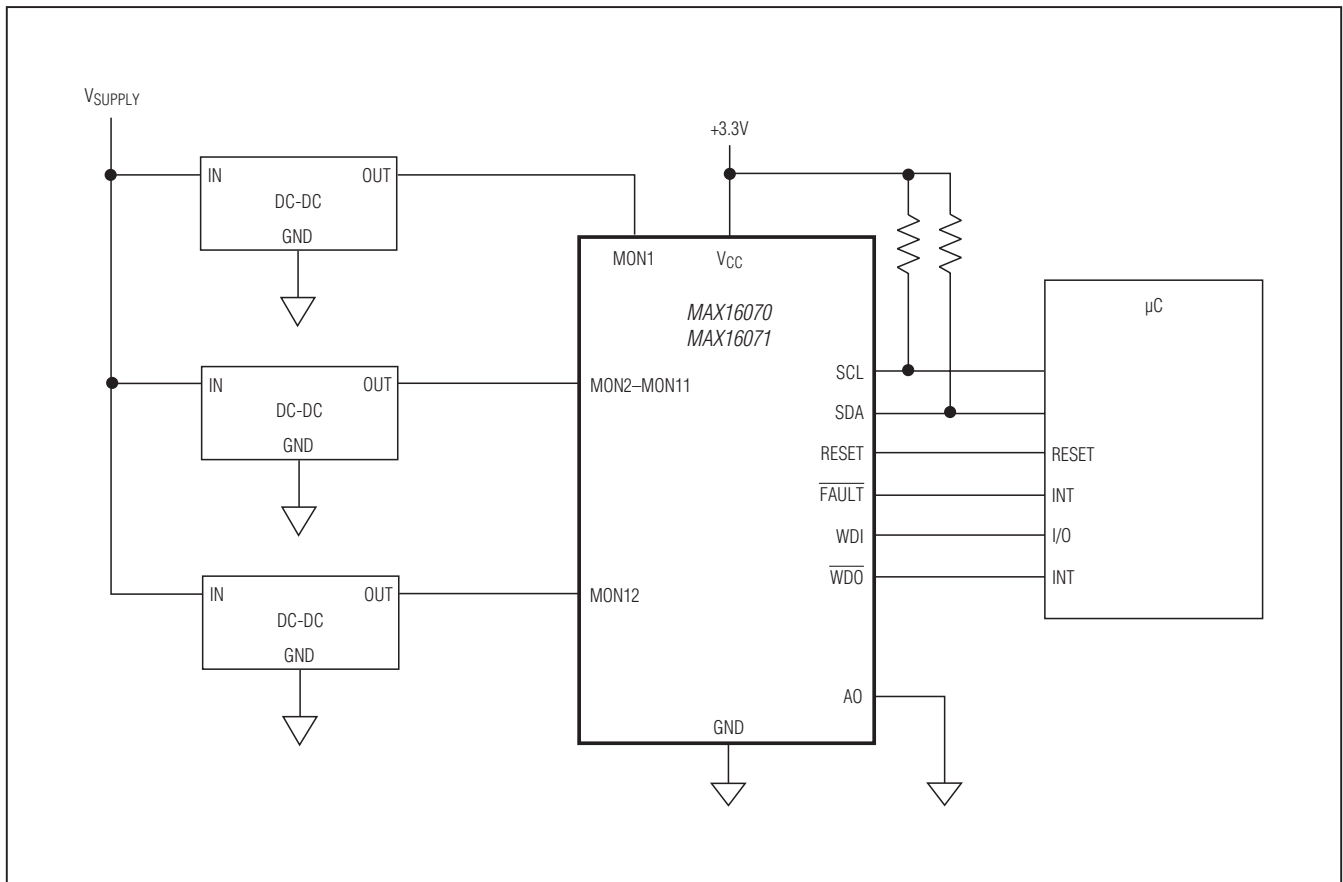 VSUPPLY
+3.3V
IN
OUT
DC-DC
GND
MON1
VCC
MAX16070
MAX16071
µC
IN
OUT
DC-DC
GND
MON2–MON11
SCL
SDA
RESET
RESET
FAULT
INT
WDI
I/O
WDO
INT
IN
OUT
DC-DC
GND
MON12
AO
GND